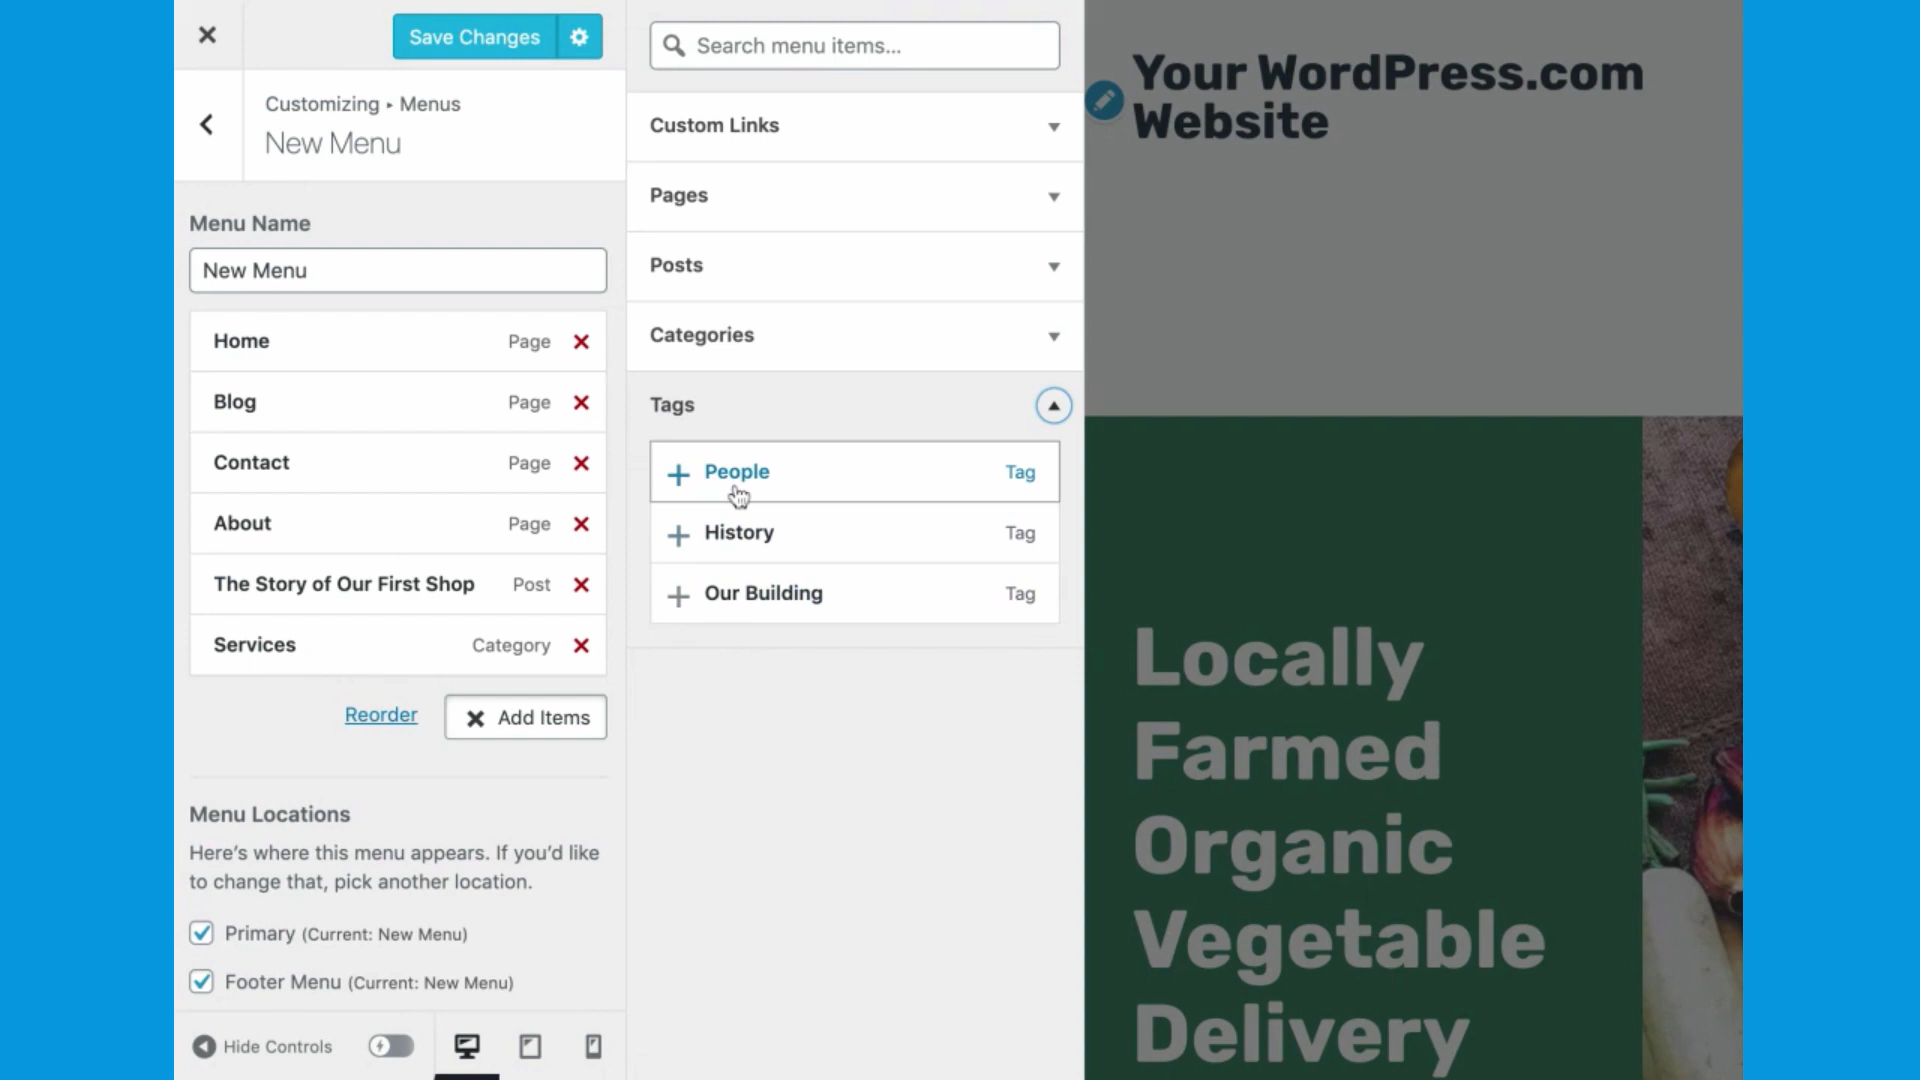 Save Changes
Customizing ▸ Menus
New Menu
Menu Name
New Menu
Home Page
Blog Page
Contact Page
About Page
The Story of Our First Shop Post
Services Category
Reorder
Add Items
Menu Locations
Here’s where this menu appears. If you’d like
to change that, pick another location.
Primary (Current: New Menu)
Footer Menu (Current: New Menu)
Hide Controls
Search menu items...
Custom Links
Pages
Posts
Categories
Tags
People Tag
History Tag
Our Building Tag
Your WordPress.com
Website
Locally
Farmed
Organic
Vegetable
Delivery